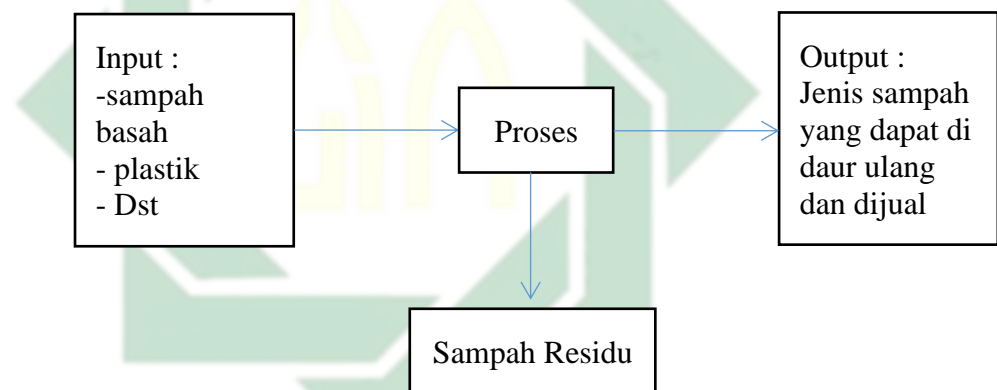 Input :
-sampah
basah
- plastik
- Dst
Proses
Output :
Jenis sampah
yang dapat di
daur ulang
dan dijual
Sampah Residu